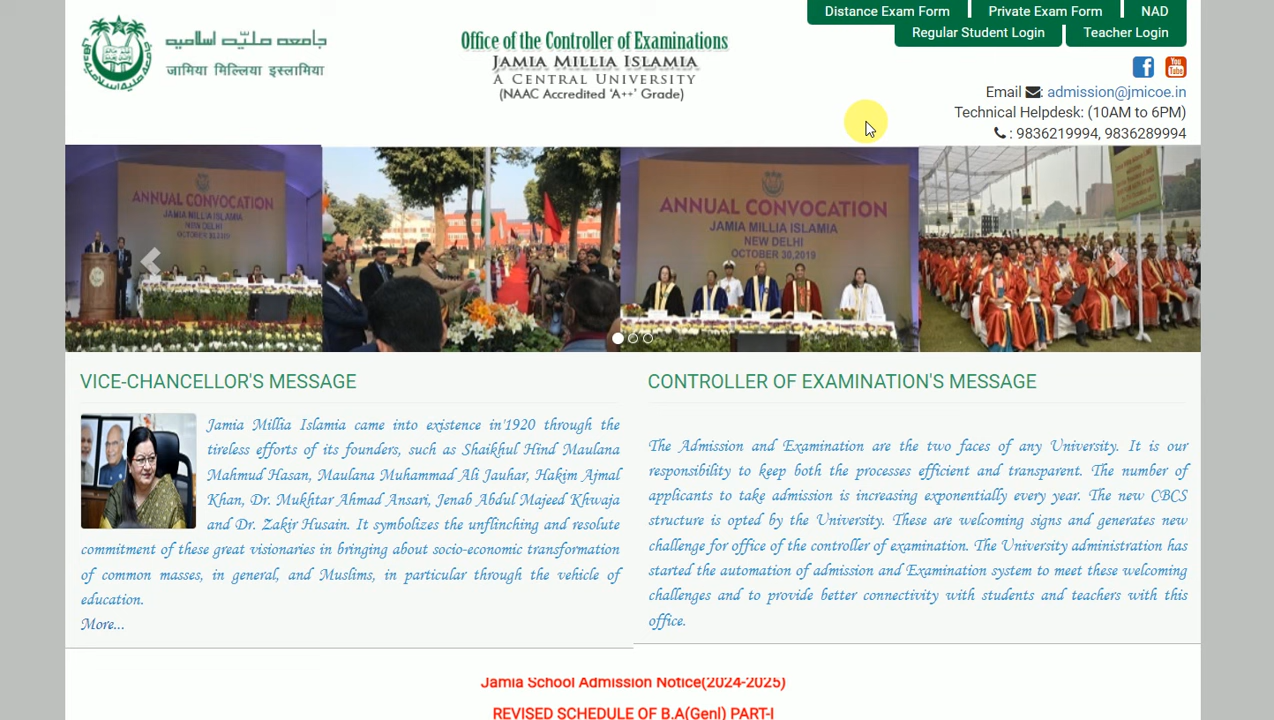 Distance Exam Form
Private Exam Form
NAD
Regular Student Login
Teacher Login
جامعہ ملیّہ اسلامیہ
जामिया मिल्लिया इस्लामिया
Office of the Controller of Examinations
JAMIA MILLIA ISLAMIA
A CENTRAL UNIVERSITY
(NAAC Accredited ‘A++’ Grade)
You
Tube
Email : admission@jmicoe.in
Technical Helpdesk: (10AM to 6PM)
: 9836219994, 9836289994
ANNUAL CONVOCATION
JAMIA MILLIA ISLAMIA
NEW DELHI
OCTOBER 30, 2019
ANNUAL CONVOCATION
JAMIA MILLIA ISLAMIA
NEW DELHI
OCTOBER 30,2019
VICE-CHANCELLOR'S MESSAGE
Jamia Millia Islamia came into existence in'1920 through the
tireless efforts of its founders, such as Shaikhul Hind Maulana
Mahmud Hasan, Maulana Muhammad Ali Jauhar, Hakim Ajmal
Khan, Dr. Mukhtar Ahmad Ansari, Jenab Abdul Majeed Khwaja
and Dr. Zakir Husain. It symbolizes the unflinching and resolute
commitment of these great visionaries in bringing about socio-economic transformation
of common masses, in general, and Muslims, in particular through the vehicle of
education.
More...
CONTROLLER OF EXAMINATION'S MESSAGE
The Admission and Examination are the two faces of any University. It is our
responsibility to keep both the processes efficient and transparent. The number of
applicants to take admission is increasing exponentially every year. The new CBCS
structure is opted by the University. These are welcoming signs and generates new
challenge for office of the controller of examination. The University administration has
started the automation of admission and Examination system to meet these welcoming
challenges and to provide better connectivity with students and teachers with this
office.
Jamia School Admission Notice(2024-2025)
REVISED SCHEDULE OF B.A(Genl) PART-I